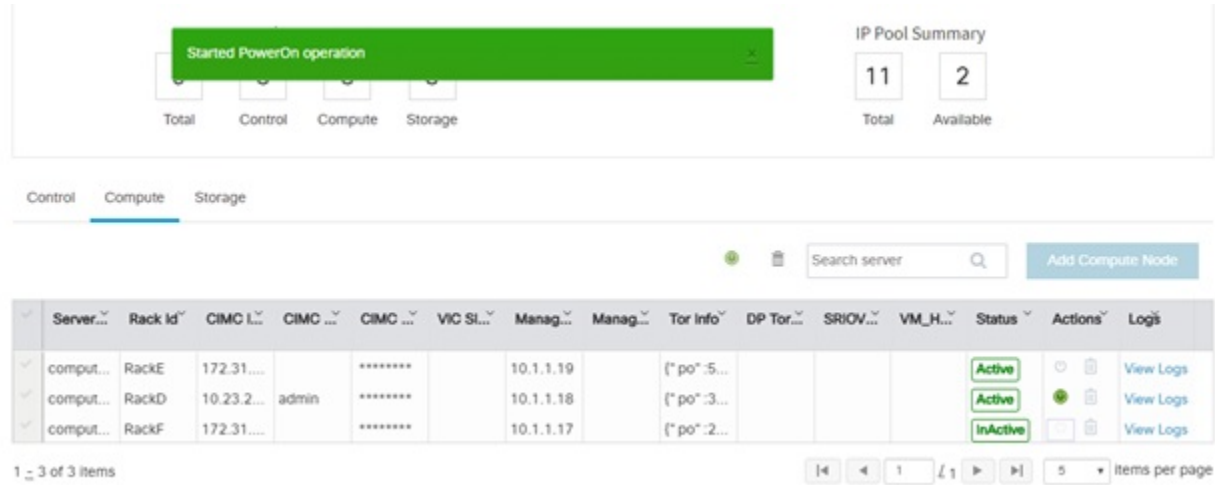 IP Pool Summary
Started PowerOn operation ×
11 2
Total Control Compute Storage Total Available
Control Compute Storage
Search server Add Compute Node
Server... Rack Id CIMC I... CIMC ... CIMC ... VIC SI... Manag... Manag... Tor Info DP Tor... SRIOV... VM_H... Status Actions Logs
comput... RackE 172.31.... ******** 10.1.1.19 {" po" :5... Active View Logs
comput... RackD 10.23.2... admin ******** 10.1.1.18 {" po" :3... Active View Logs
comput... RackF 172.31.... ******** 10.1.1.17 {" po" :2... InActive View Logs
1 - 3 of 3 items 1 / 1 5 items per page